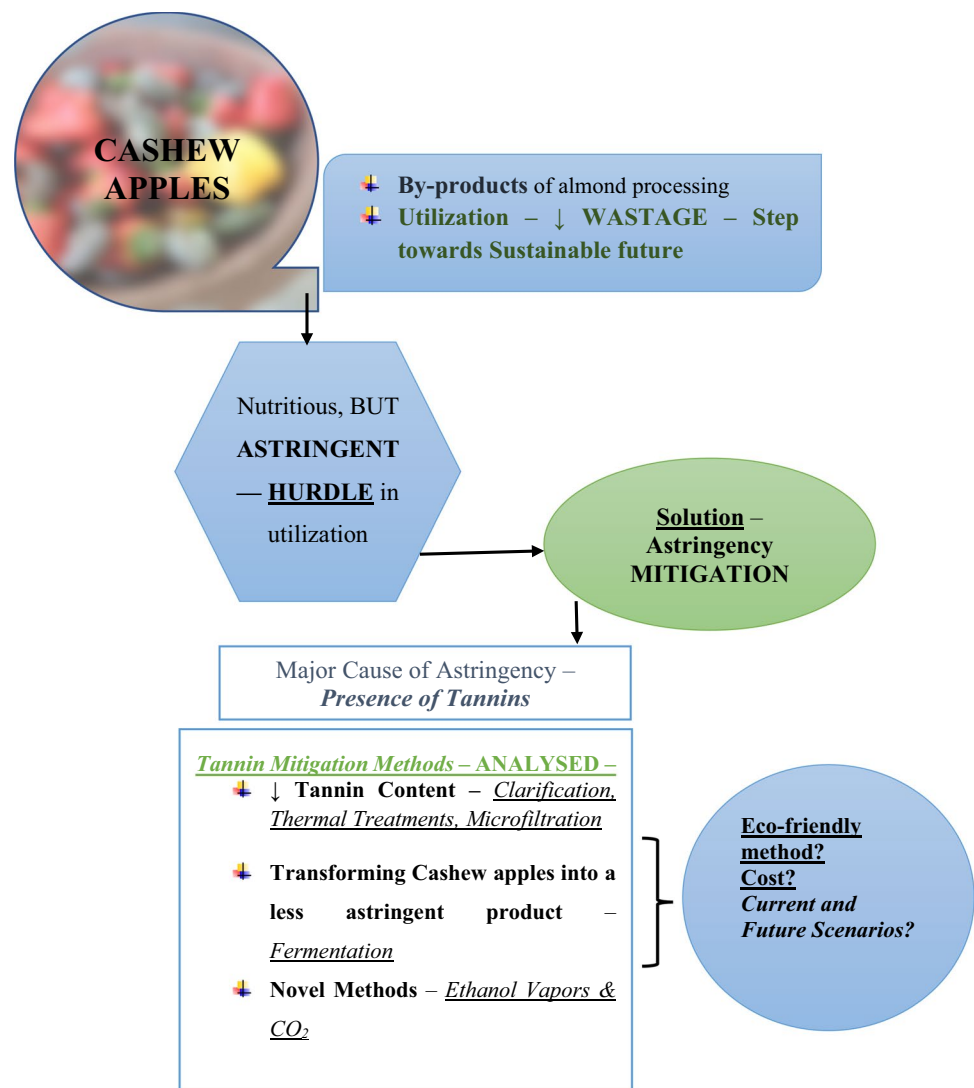 CASHEW
APPLES
By-products of almond processing
Utilization – ↓ WASTAGE – Step
towards Sustainable future
Nutritious, BUT
ASTRINGENT
— HURDLE in
utilization
Solution –
Astringency
MITIGATION
Major Cause of Astringency –
Presence of Tannins
Tannin Mitigation Methods – ANALYSED –
↓ Tannin Content – Clarification,
Thermal Treatments, Microfiltration
Transforming Cashew apples into a
less astringent product –
Fermentation
Novel Methods – Ethanol Vapors &
CO₂
Eco-friendly
method?
Cost?
Current and
Future Scenarios?